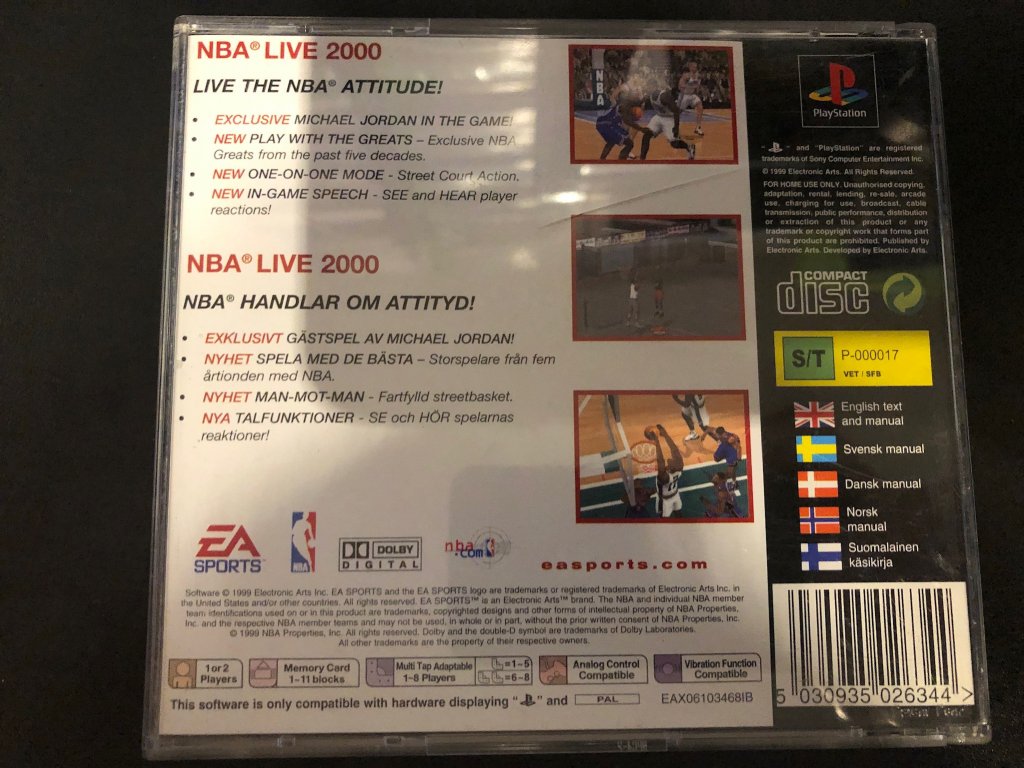 NBA® LIVE 2000
LIVE THE NBA® ATTITUDE!
• EXCLUSIVE MICHAEL JORDAN IN THE GAME!
• NEW PLAY WITH THE GREATS – Exclusive NBA
Greats from the past five decades.
• NEW ONE-ON-ONE MODE - Street Court Action.
• NEW IN-GAME SPEECH - SEE and HEAR player
reactions!
NBA® LIVE 2000
NBA® HANDLAR OM ATTITYD!
• EXKLUSIVT GÄSTSPEL AV MICHAEL JORDAN!
• NYHET SPELA MED DE BÄSTA – Storspelare från fem
årtionden med NBA.
• NYHET MAN-MOT-MAN - Fartfylld streetbasket.
• NYA TALFUNKTIONER - SE och HÖR spelarnas
reaktioner!
NBA
EA
SPORTS™
NBA
DOLBY
DIGITAL
nba
.com
easports.com
Software © 1999 Electronic Arts Inc. EA SPORTS and the EA SPORTS logo are trademarks or registered trademarks of Electronic Arts Inc. in
the United States and/or other countries. All rights reserved. EA SPORTS™ is an Electronic Arts™ brand. The NBA and individual NBA member
team identifications used on or in this product are trademarks, copyrighted designs and other forms of intellectual property of NBA Properties,
Inc. and the respective NBA member teams and may not be used, in whole or in part, without the prior written consent of NBA Properties, Inc.
© 1999 NBA Properties, Inc. All rights reserved. Dolby and the double-D symbol are trademarks of Dolby Laboratories.
All other trademarks are the property of their respective owners.
1 or 2
Players
Memory Card
1–11 blocks
Multi Tap Adaptable
1–8 Players
=1–5
=6–8
Analog Control
Compatible
Vibration Function
Compatible
This software is only compatible with hardware displaying " " and PAL
EAX06103468IB
PlayStation
" " and "PlayStation" are registered
trademarks of Sony Computer Entertainment Inc.
© 1999 Electronic Arts. All Rights Reserved.
FOR HOME USE ONLY. Unauthorised copying,
adaptation, rental, lending, re-sale, arcade
use, charging for use, broadcast, cable
transmission, public performance, distribution
or extraction of this product or any
trademark or copyright work that forms part
of this product are prohibited. Published by
Electronic Arts. Developed by Electronic Arts.
COMPACT
disc
S/T P-000017
VET / SFB
English text
and manual
Svensk manual
Dansk manual
Norsk
manual
Suomalainen
käsikirja
5 030935 026344 >